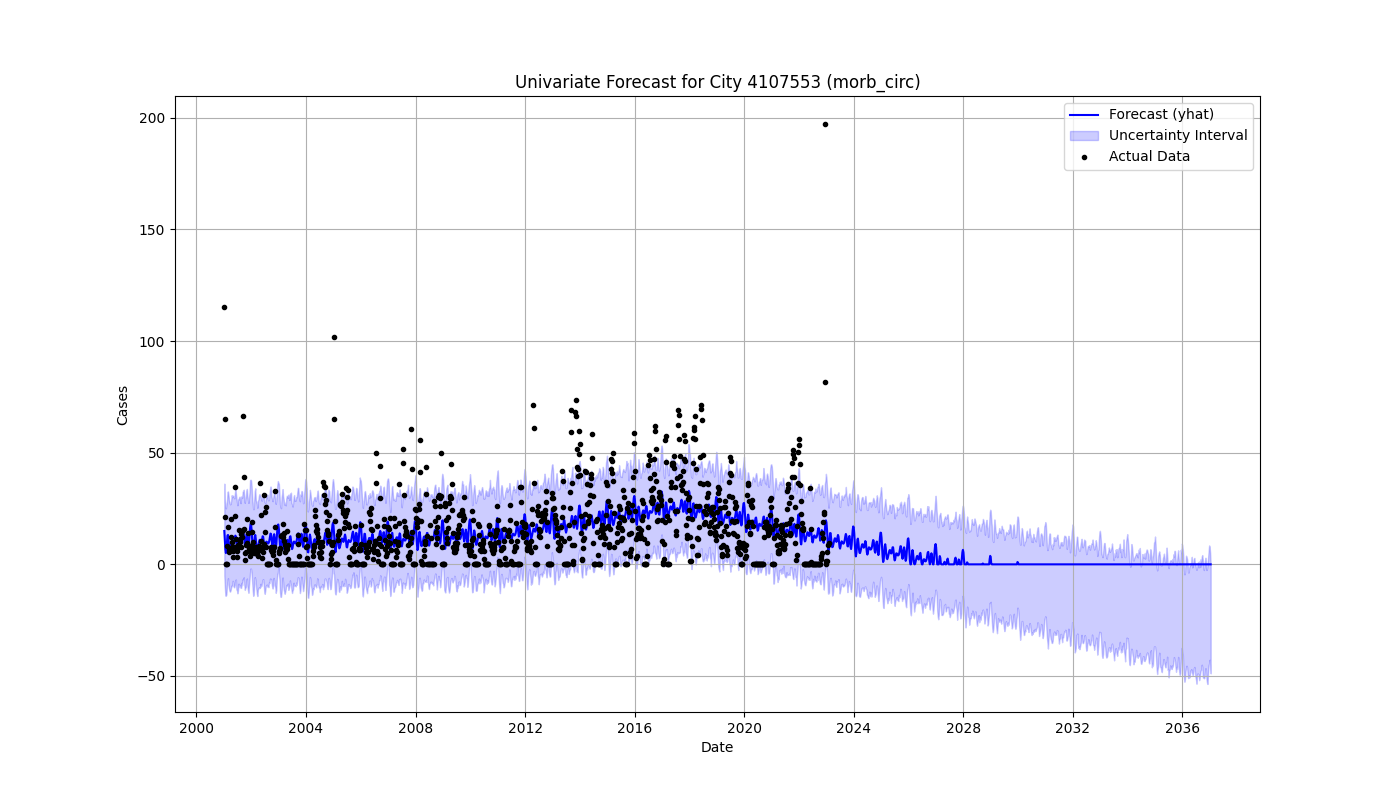 Univariate Forecast for City 4107553 (morb_circ)
Forecast (yhat)
Uncertainty Interval
Actual Data
200
150
100
50
0
−50
Cases
2000
2004
2008
2012
2016
2020
2024
2028
2032
2036
Date